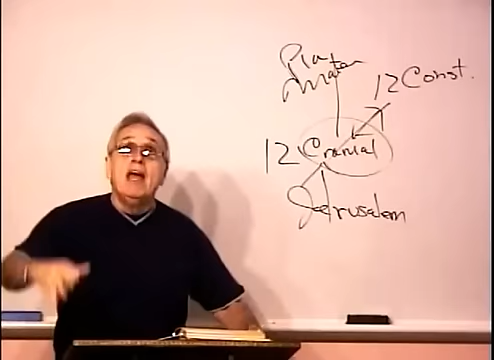 Pia
Mater
12 Const.
12 Cranial
Jerusalem